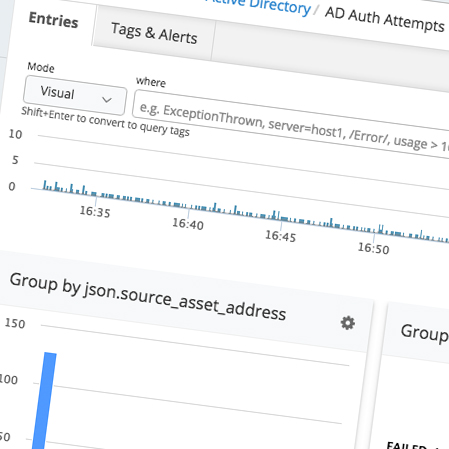 Active Directory / AD Auth Attempts
Entries
Tags & Alerts
Mode
where
Visual
e.g. ExceptionThrown, server=host1, /Error/, usage >
Shift+Enter to convert to query tags
10
5
0
16:35
16:40
16:45
16:50
Group by json.source_asset_address
Group
150
100
50
FAILED